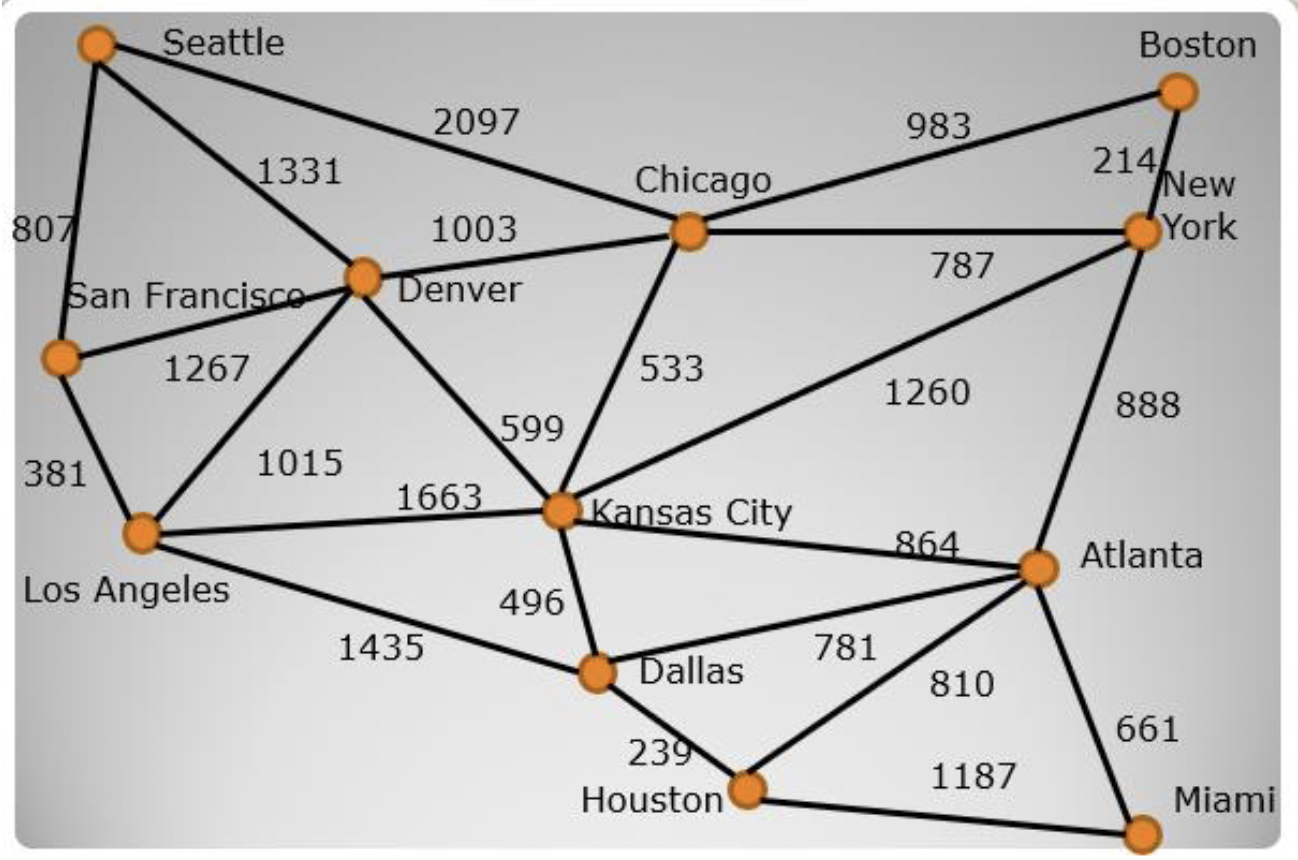 Seattle
Boston
2097
983
1331
214
Chicago
New
York
807
1003
787
San Francisco
Denver
1267
533
1260
888
599
381
1015
1663
Kansas City
864
Atlanta
Los Angeles
496
1435
781
Dallas
810
661
239
1187
Houston
Miami